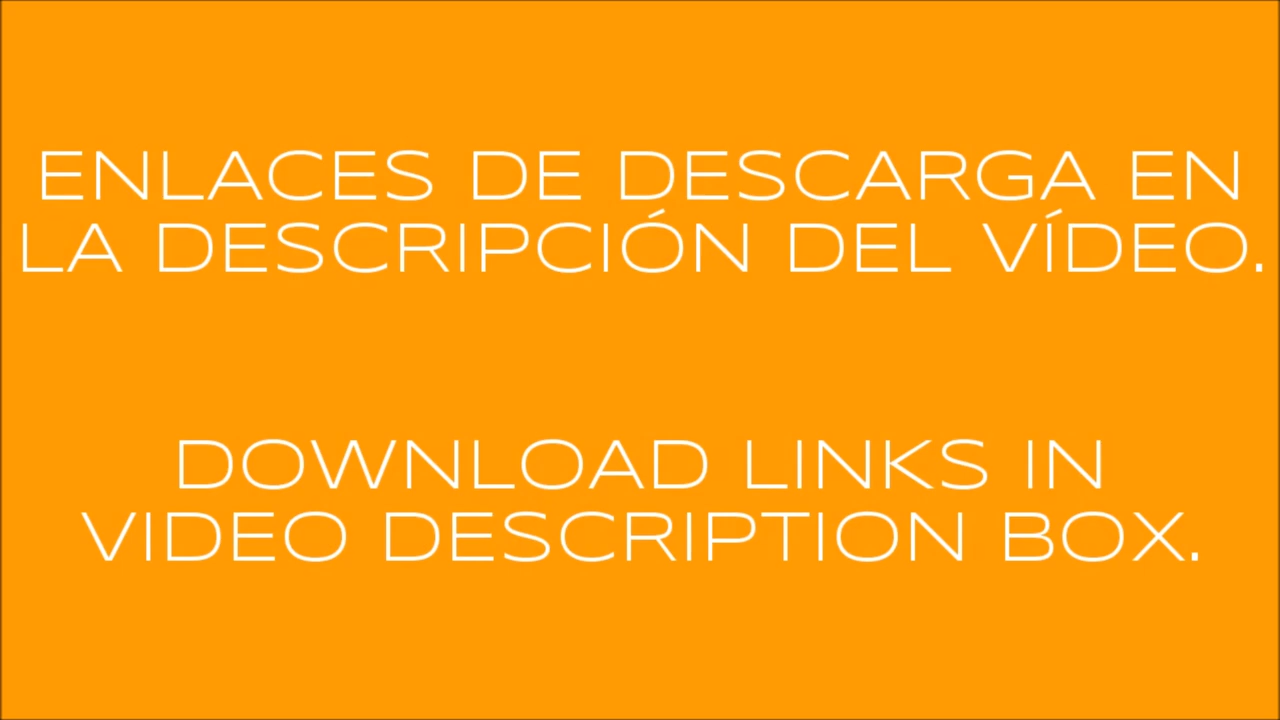 ENLACES DE DESCARGA EN
LA DESCRIPCIÓN DEL VÍDEO.
DOWNLOAD LINKS IN
VIDEO DESCRIPTION BOX.